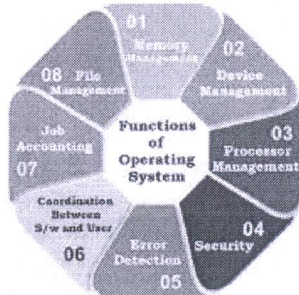 01
Memory
Management
02
Device
Management
03
Processor
Management
04
Security
Error
Detection
05
Coordination
Between
S/w and User
06
Job
Accounting
07
08 File
Management
Functions
of
Operating
System